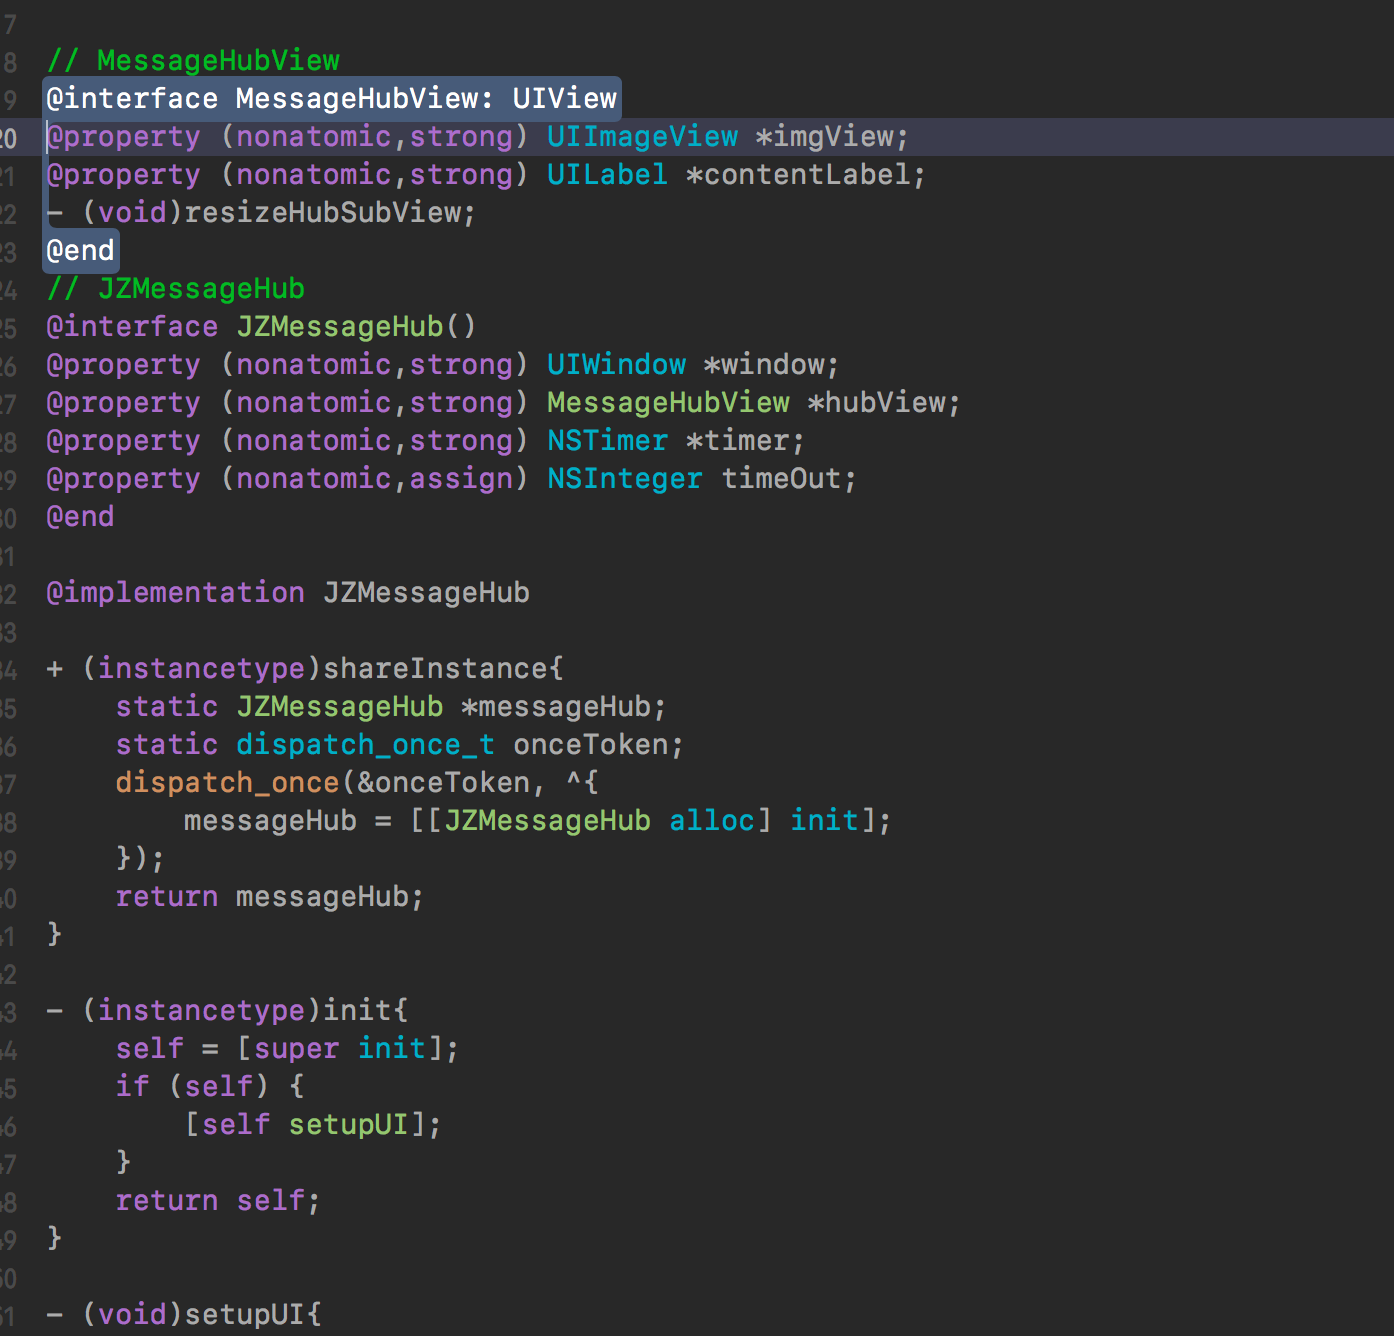 7
8 // MessageHubView
9 @interface MessageHubView: UIView
20 @property (nonatomic,strong) UIImageView *imgView;
21 @property (nonatomic,strong) UILabel *contentLabel;
22 - (void)resizeHubSubView;
23 @end
24 // JZMessageHub
25 @interface JZMessageHub()
26 @property (nonatomic,strong) UIWindow *window;
27 @property (nonatomic,strong) MessageHubView *hubView;
28 @property (nonatomic,strong) NSTimer *timer;
29 @property (nonatomic,assign) NSInteger timeOut;
30 @end
31
32 @implementation JZMessageHub
33
34 + (instancetype)shareInstance{
35     static JZMessageHub *messageHub;
36     static dispatch_once_t onceToken;
37     dispatch_once(&onceToken, ^{
38         messageHub = [[JZMessageHub alloc] init];
39     });
40     return messageHub;
41 }
42
43 - (instancetype)init{
44     self = [super init];
45     if (self) {
46         [self setupUI];
47     }
48     return self;
49 }
50
51 - (void)setupUI{